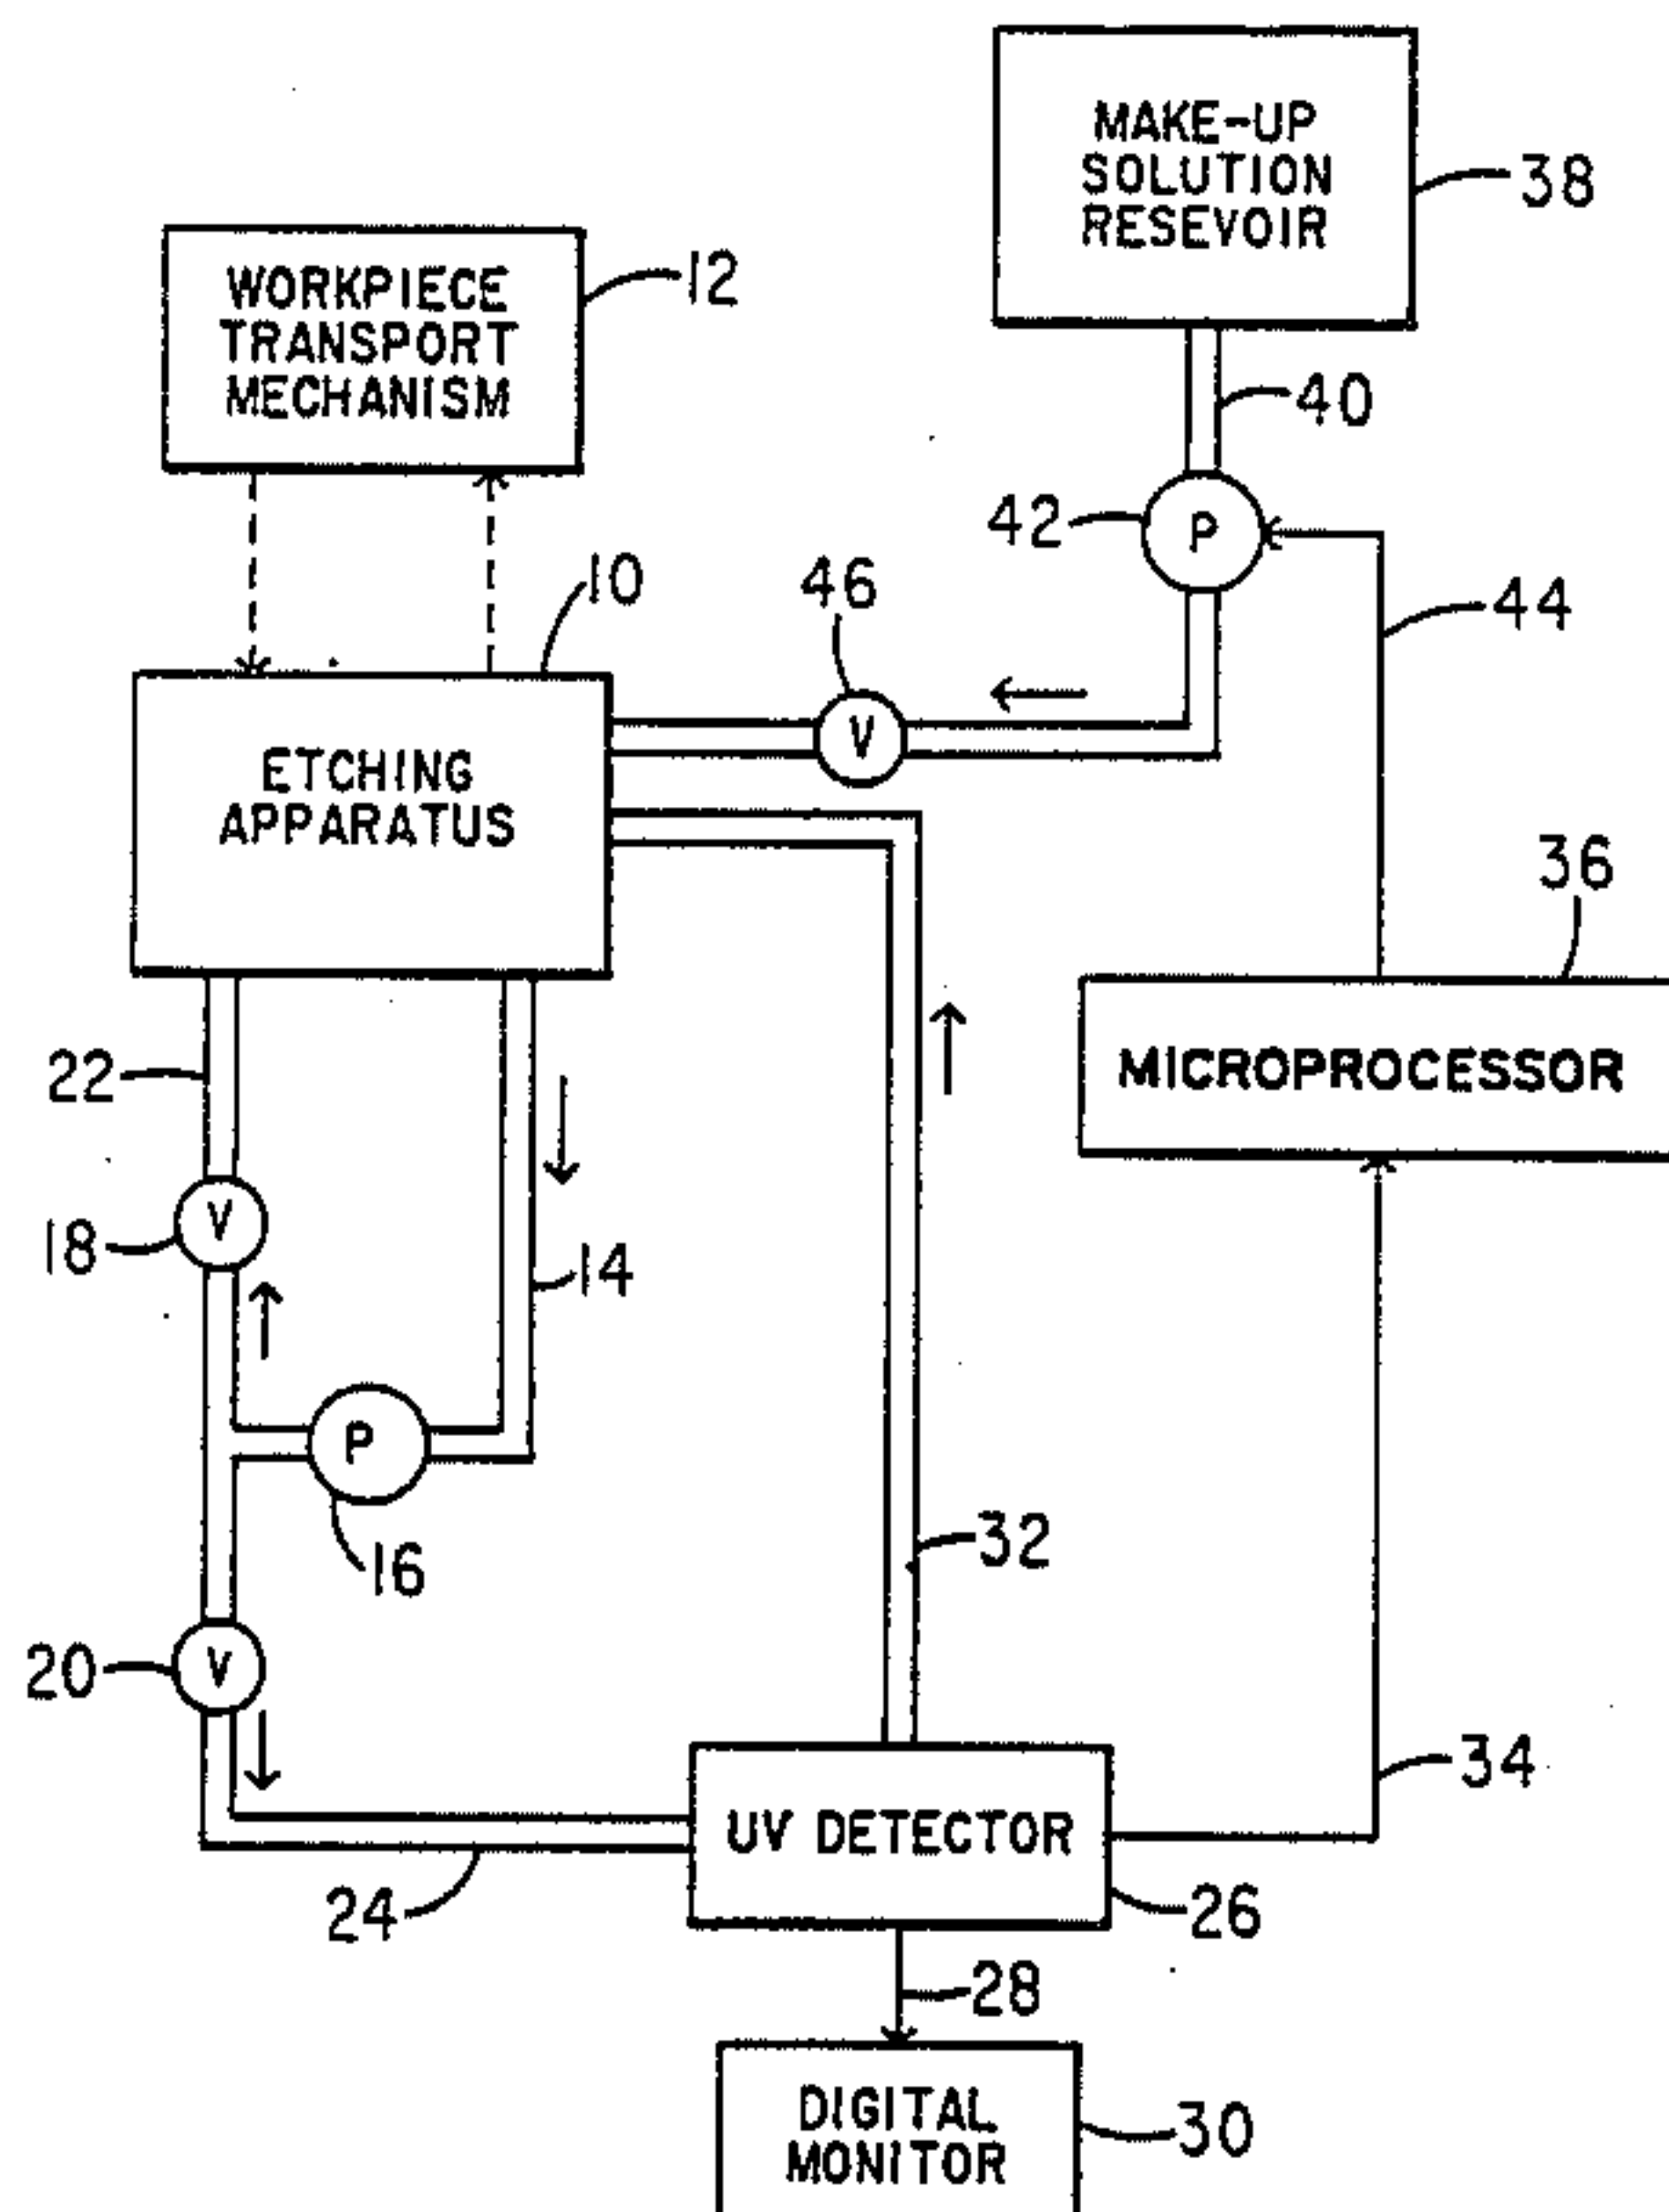 MAKE-UP
SOLUTION
RESEVOIR
38
WORKPIECE
TRANSPORT
MECHANISM
12
40
42
P
10
46
44
V
ETCHING
APPARATUS
36
MICROPROCESSOR
22
V
18
14
P
16
32
20
V
34
UV DETECTOR
24
26
28
DIGITAL
MONITOR
30